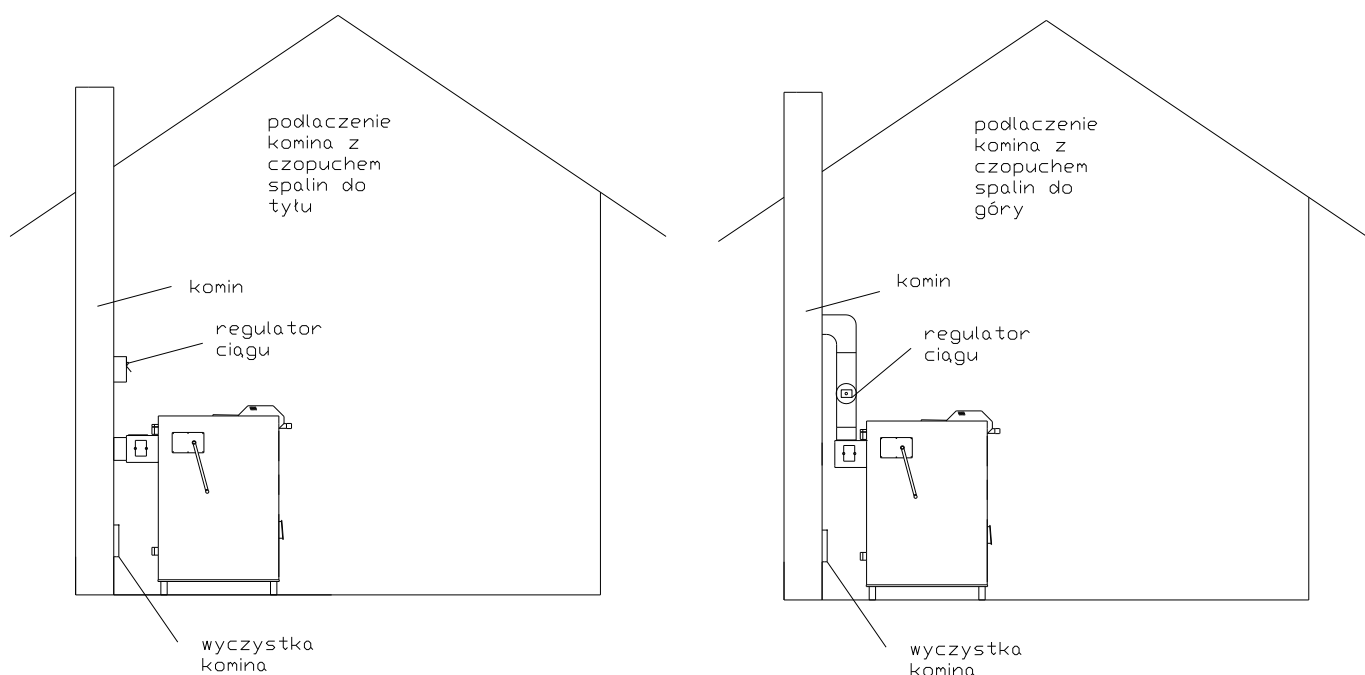 podlaczenie
komina z
czopuchem
spalin do
tyłu
komin
regulator
ciągu
wyczystka
komina
podlaczenie
komina z
czopuchem
spalin do
góry
komin
regulator
ciągu
wyczystka
komina